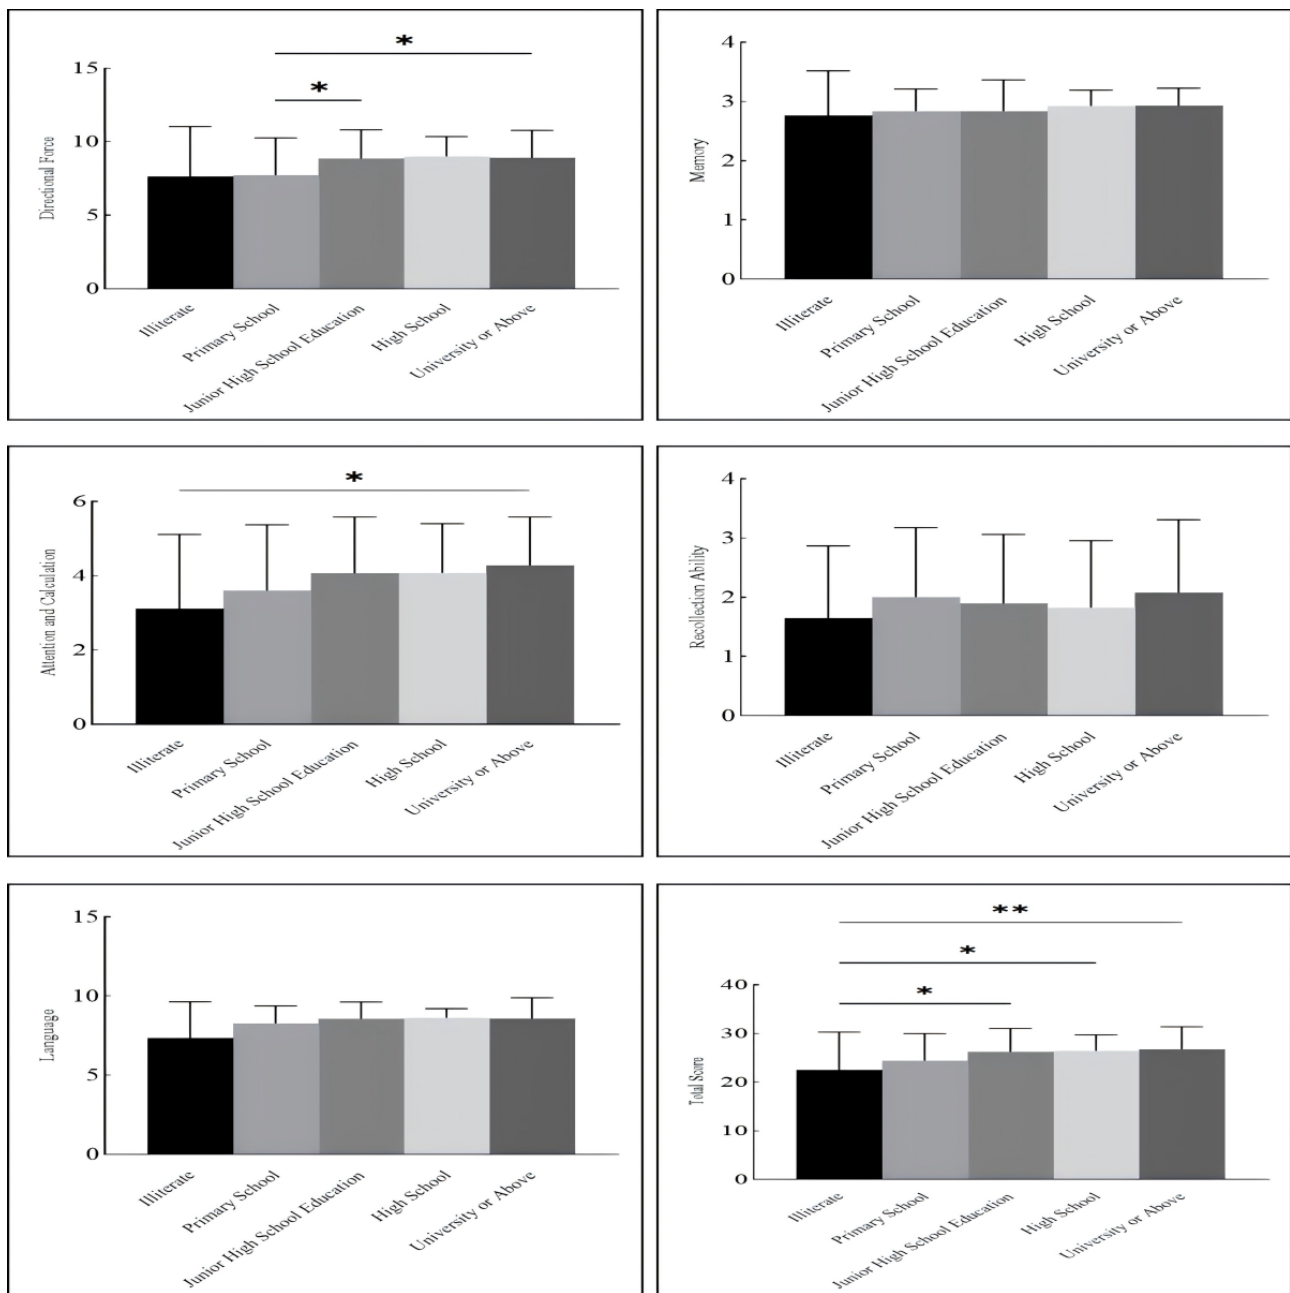 *
*
15
10
5
0
Directional Force
Illiterate
Primary School
Junior High School Education
High School
University or Above
4
3
2
1
0
Memory
Illiterate
Primary School
Junior High School Education
High School
University or Above
*
6
4
2
0
Attention and Calculation
Illiterate
Primary School
Junior High School Education
High School
University or Above
4
3
2
1
0
Recollection Ability
Illiterate
Primary School
Junior High School Education
High School
University or Above
15
10
5
0
Language
Illiterate
Primary School
Junior High School Education
High School
University or Above
**
*
*
40
30
20
10
0
Total Score
Illiterate
Primary School
Junior High School Education
High School
University or Above